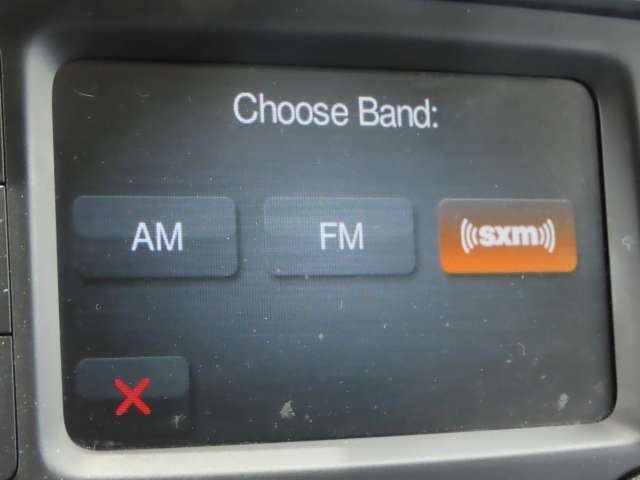 Choose Band:
AM FM ((sxm))